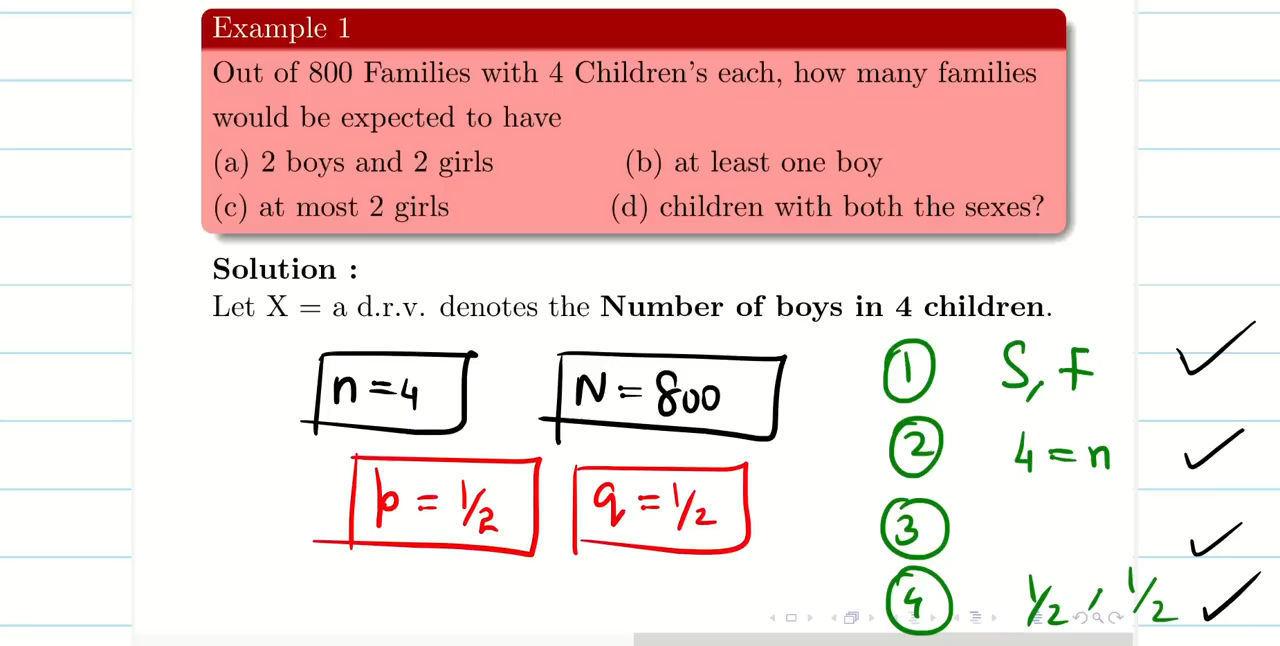 Example 1
Out of 800 Families with 4 Children's each, how many families
would be expected to have
(a) 2 boys and 2 girls (b) at least one boy
(c) at most 2 girls (d) children with both the sexes?
Solution :
Let X = a d.r.v. denotes the Number of boys in 4 children.
n = 4 N = 800
p = 1/2 q = 1/2
1 S, F
2 4 = n
3
4 1/2, 1/2